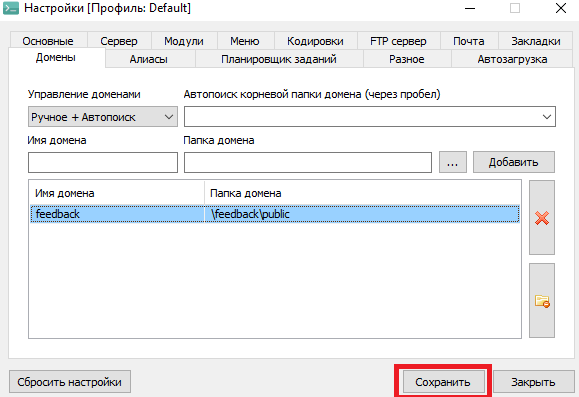 Настройки [Профиль: Default]
Основные Сервер Модули Меню Кодировки FTP сервер Почта Закладки
Домены Алиасы Планировщик заданий Разное Автозагрузка
Управление доменами Автопоиск корневой папки домена (через пробел)
Ручное + Автопоиск
Имя домена Папка домена
... Добавить
Имя домена Папка домена
feedback \feedback\public
Сбросить настройки Сохранить Закрыть